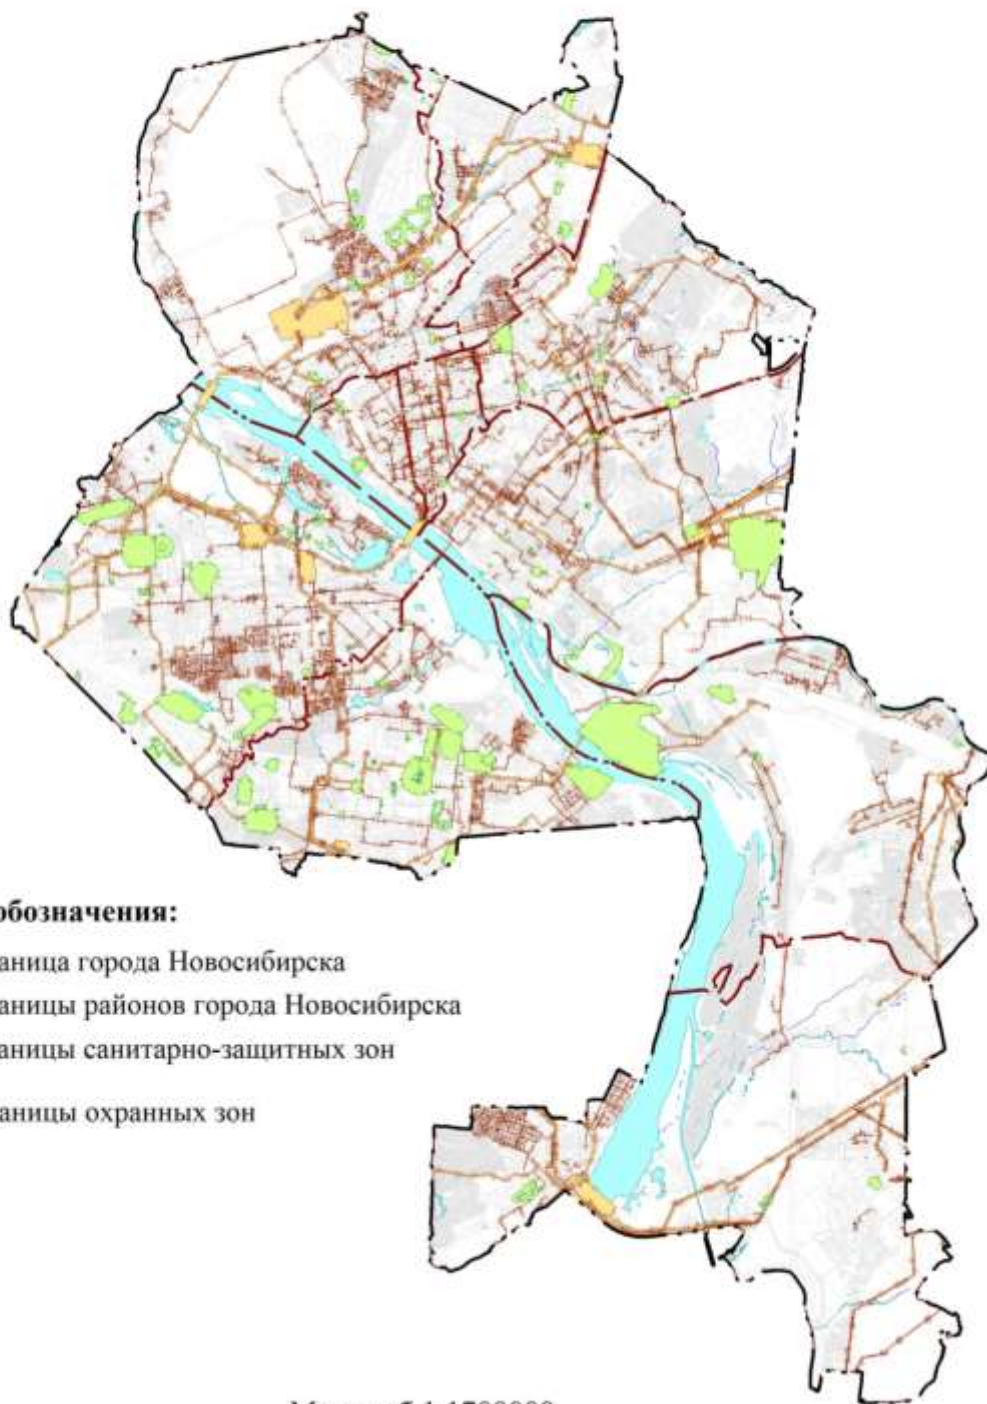 обозначения:
аница города Новосибирска
аницы районов города Новосибирска
аницы санитарно-защитных зон
аницы охранных зон